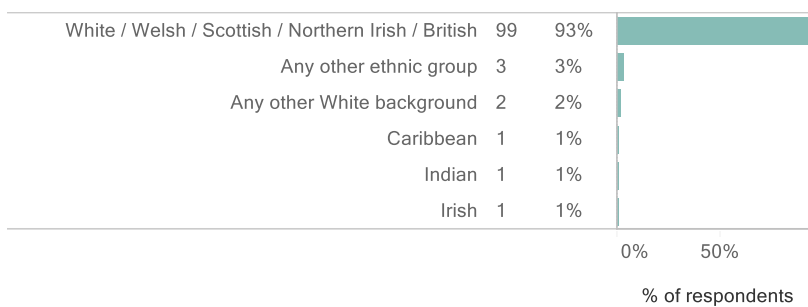 White / Welsh / Scottish / Northern Irish / British 99 93%
Any other ethnic group 3 3%
Any other White background 2 2%
Caribbean 1 1%
Indian 1 1%
Irish 1 1%
0% 50%
% of respondents